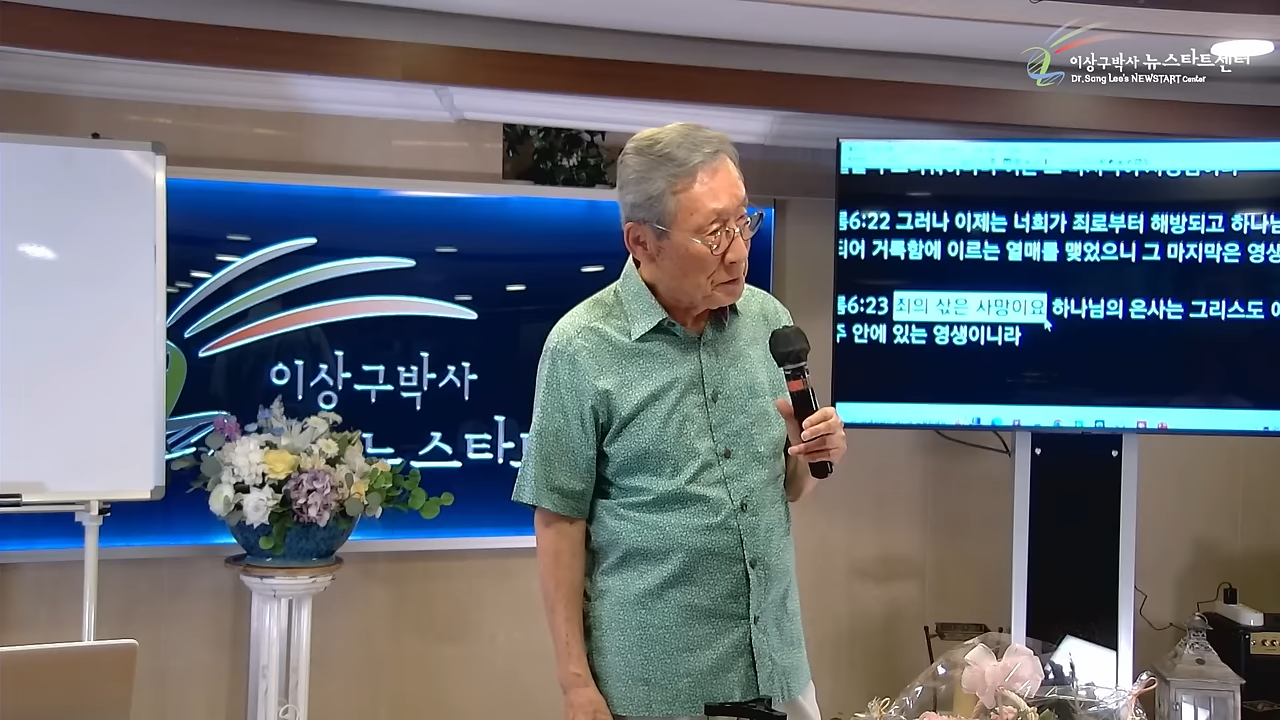 이상구박사 뉴스타트센터
Dr. Sang Lee's NEWSTART Center
이상구박사
뉴스타트
롬6:22 그러나 이제는 너희가 죄로부터 해방되고 하나님
되어 거룩함에 이르는 열매를 맺었으니 그 마지막은 영생
롬6:23 죄의 삯은 사망이요 하나님의 은사는 그리스도
주 안에 있는 영생이니라